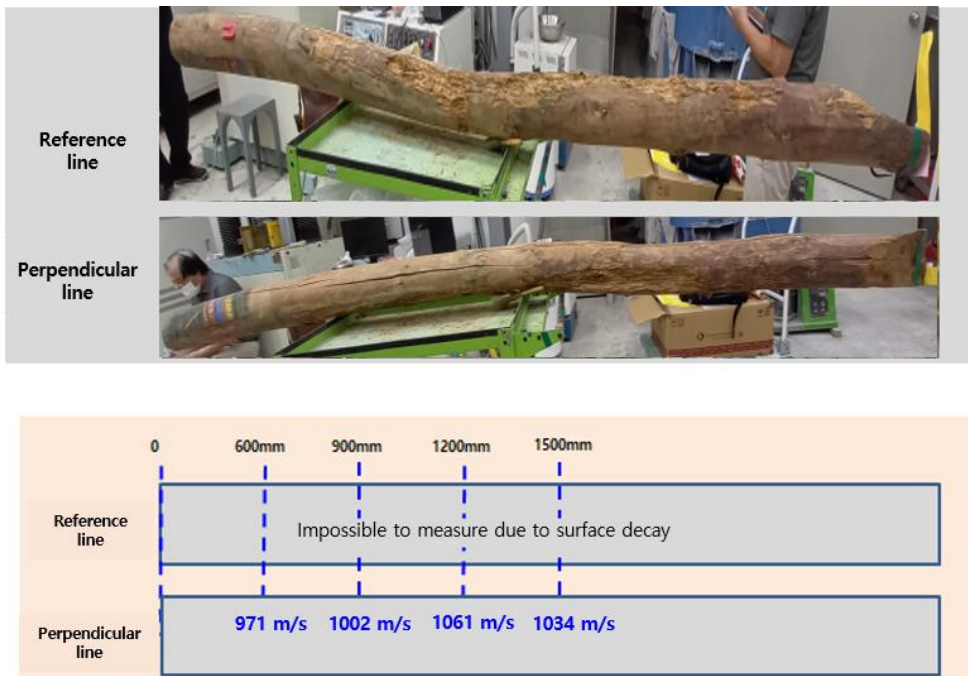 Reference
line
Perpendicular
line
0 600mm 900mm 1200mm 1500mm
Reference
line
Impossible to measure due to surface decay
Perpendicular
line
971 m/s 1002 m/s 1061 m/s 1034 m/s